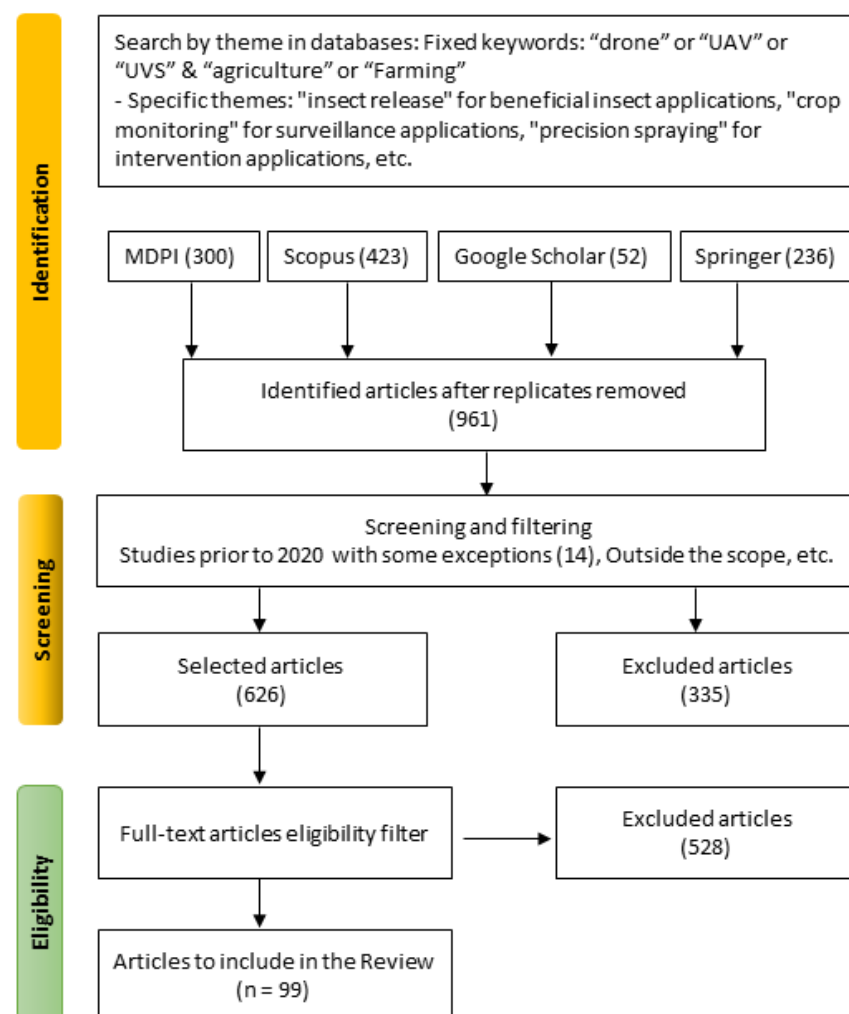 Identification
Search by theme in databases: Fixed keywords: “drone” or “UAV” or
“UVS” & “agriculture” or “Farming”
- Specific themes: "insect release" for beneficial insect applications, "crop
monitoring" for surveillance applications, "precision spraying" for
intervention applications, etc.
MDPI (300)
Scopus (423)
Google Scholar (52)
Springer (236)
Identified articles after replicates removed
(961)
Screening
Screening and filtering
Studies prior to 2020 with some exceptions (14), Outside the scope, etc.
Selected articles
(626)
Excluded articles
(335)
Eligibility
Full-text articles eligibility filter
Excluded articles
(528)
Articles to include in the Review
(n = 99)